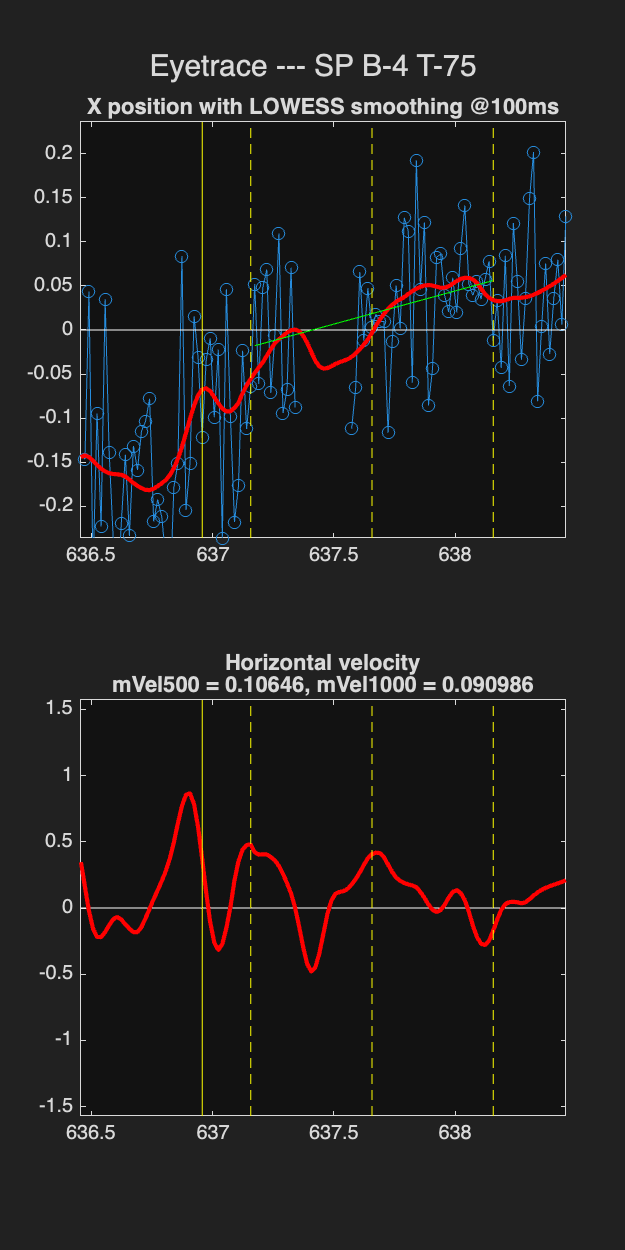 Eyetrace --- SP B-4 T-75
X position with LOWESS smoothing @100ms
0.2
0.15
0.1
0.05
0
-0.05
-0.1
-0.15
-0.2
636.5 637 637.5 638
Horizontal velocity
mVel500 = 0.10646, mVel1000 = 0.090986
1.5
1
0.5
0
-0.5
-1
-1.5
636.5 637 637.5 638